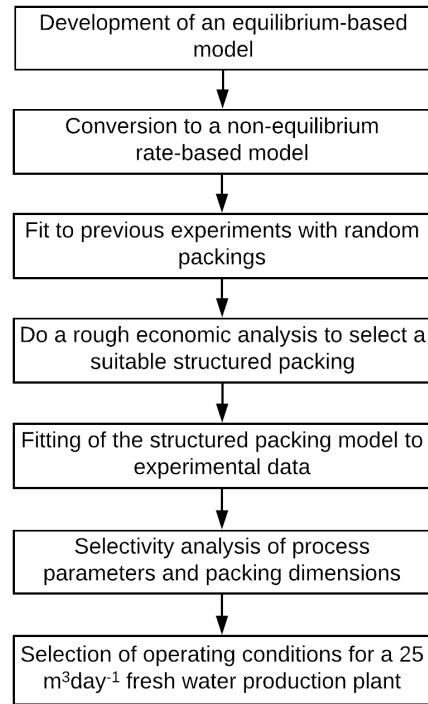 Development of an equilibrium-based
model
Conversion to a non-equilibrium
rate-based model
Fit to previous experiments with random
packings
Do a rough economic analysis to select a
suitable structured packing
Fitting of the structured packing model to
experimental data
Selectivity analysis of process
parameters and packing dimensions
Selection of operating conditions for a 25
m³day⁻¹ fresh water production plant